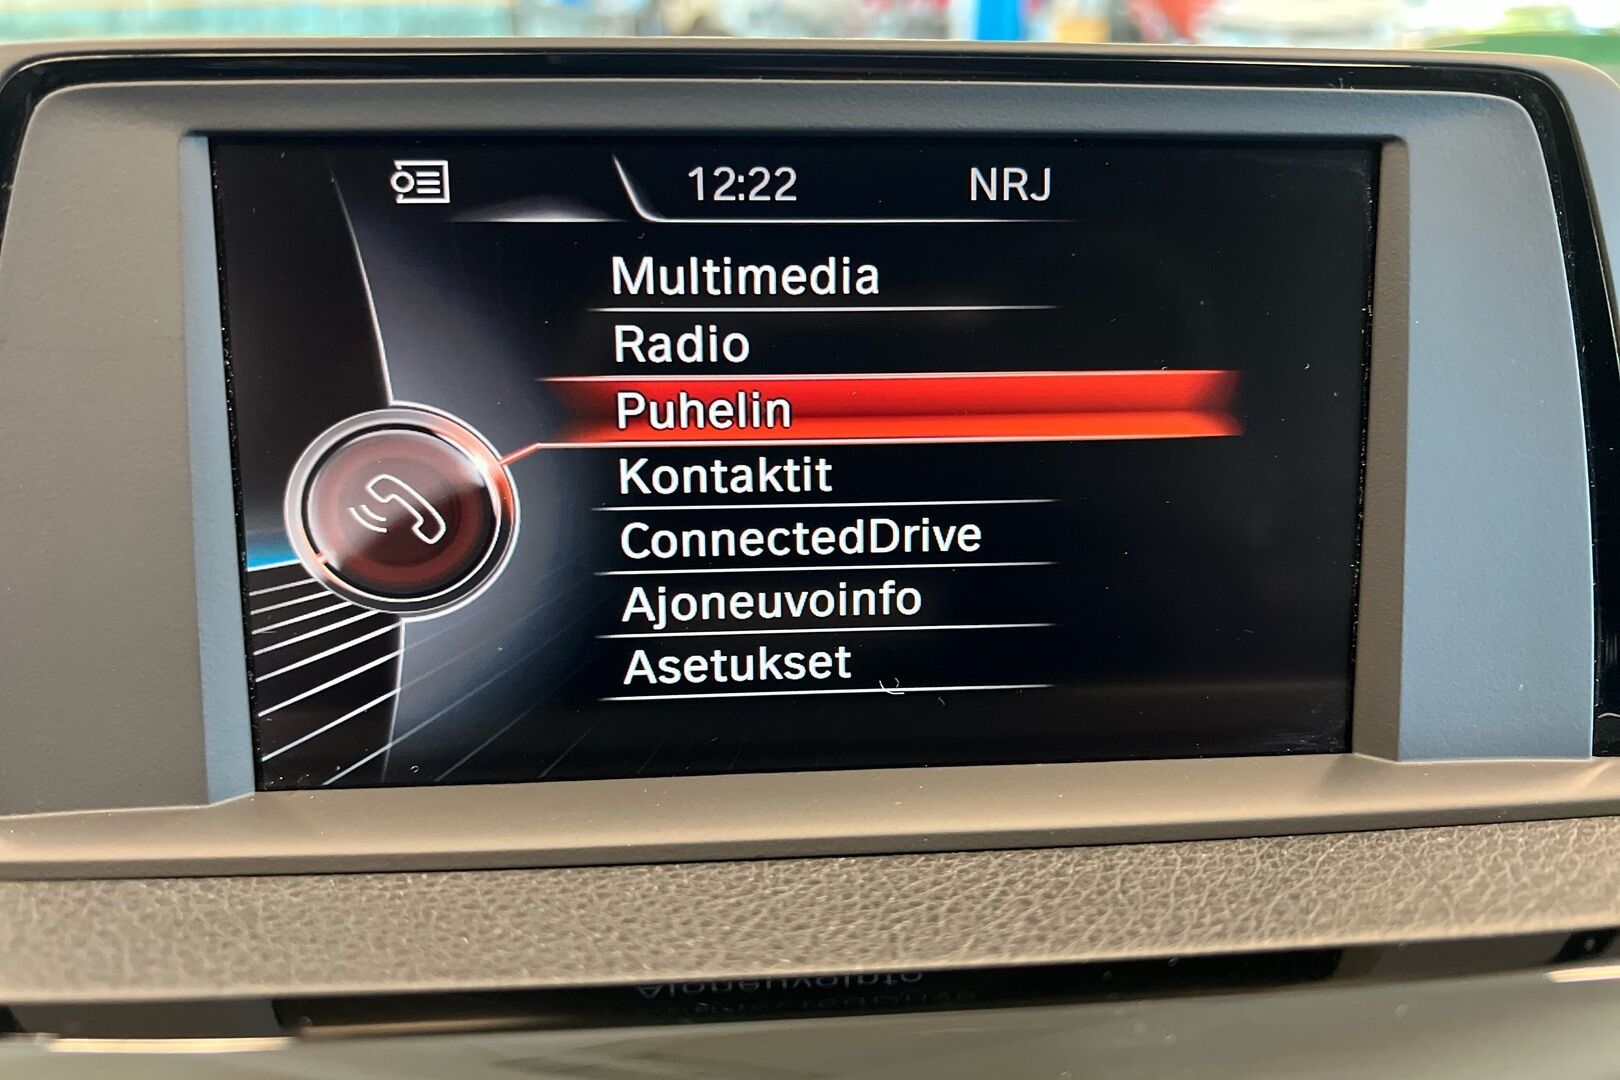 12:22 NRJ
Multimedia
Radio
Puhelin
Kontaktit
ConnectedDrive
Ajoneuvoinfo
Asetukset